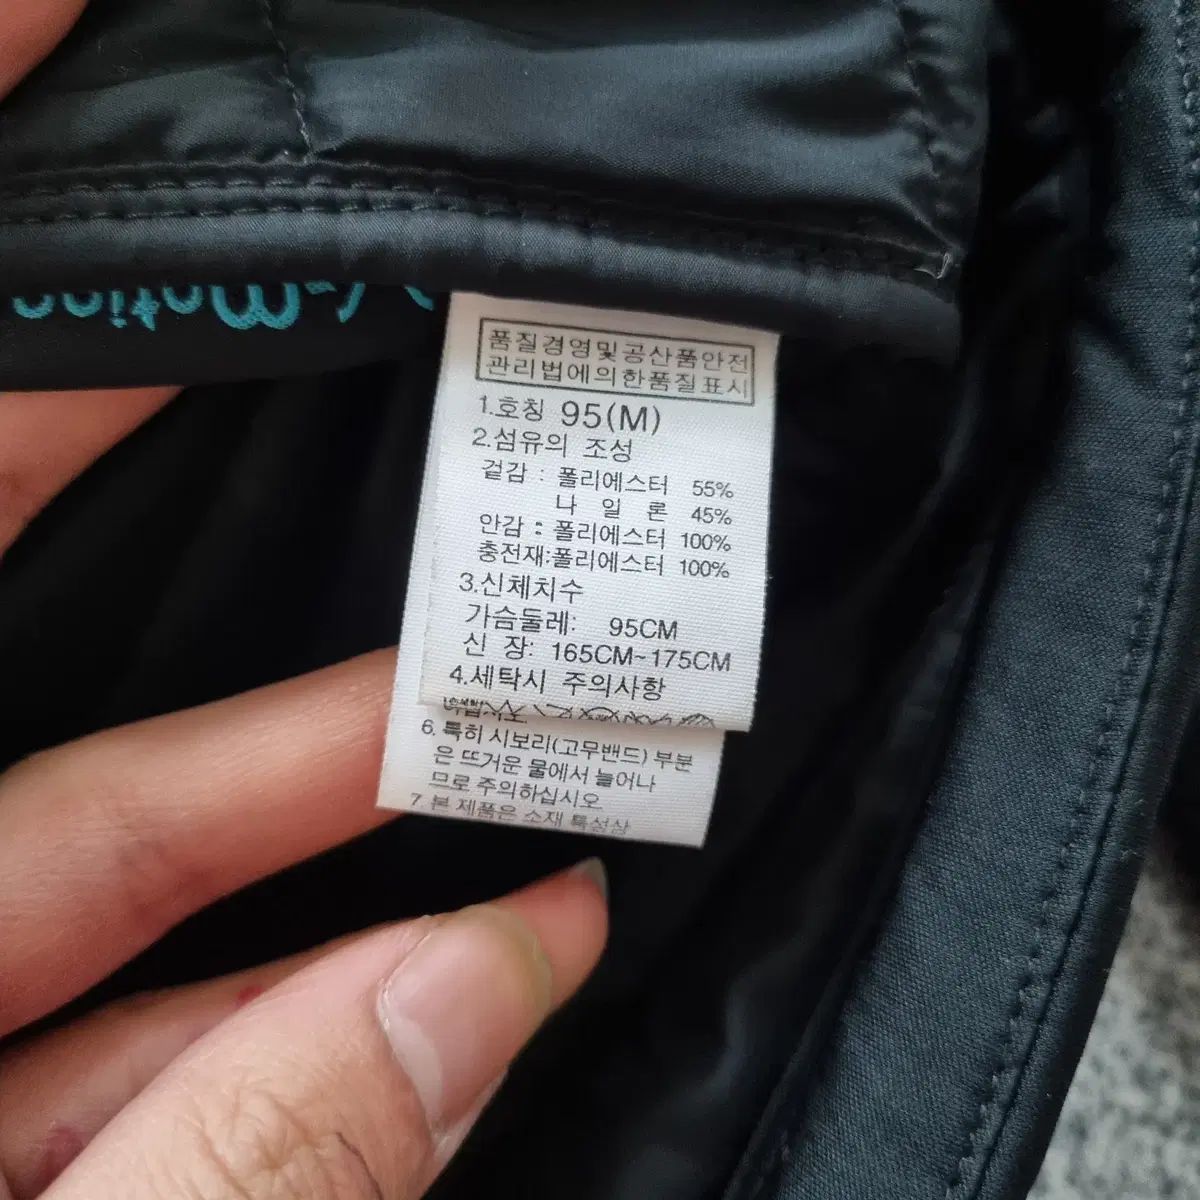 Motion
품질경영및공산품안전
관리법에의한품질표시
1.호칭 95(M)
2.섬유의 조성
겉감 : 폴리에스터 55%
나 일 론 45%
안감 : 폴리에스터 100%
충전재:폴리에스터 100%
3.신체치수
가슴둘레: 95CM
신 장: 165CM~175CM
4.세탁시 주의사항
6. 특히 시보리(고무밴드) 부분
은 뜨거운 물에서 늘어나
므로 주의하십시오
7. 본 제품은 소재 특성상